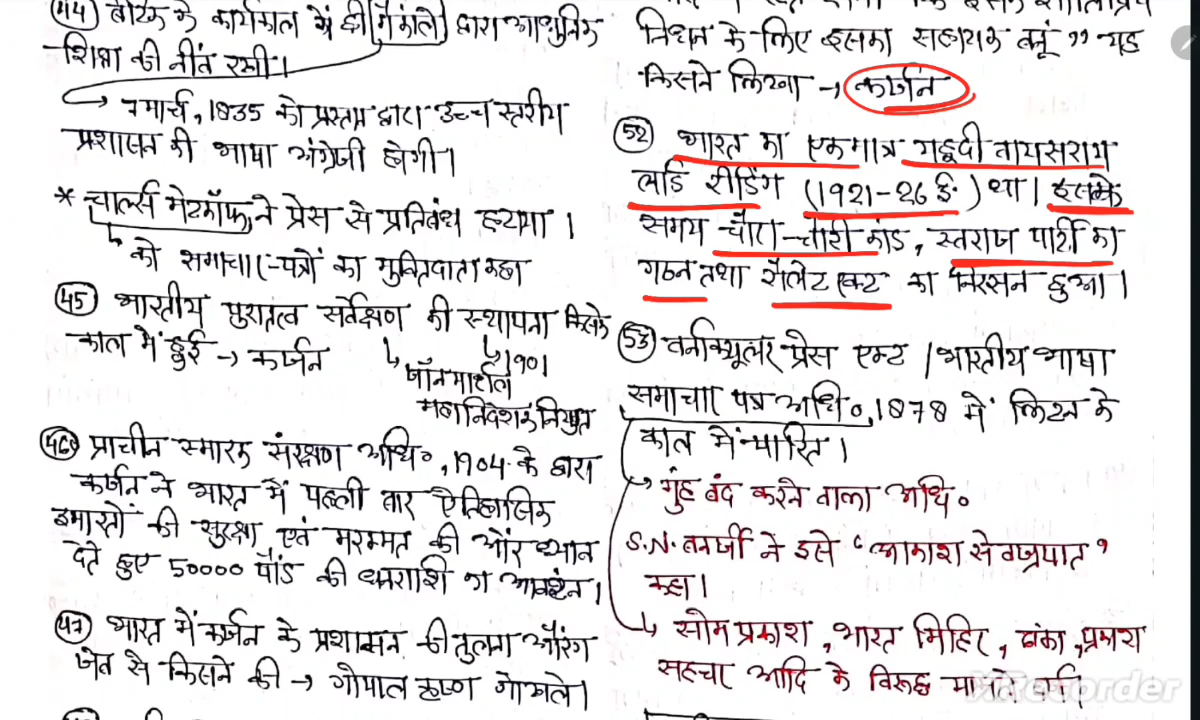 44) बेंटिक के कार्यकाल में ही मैकाले द्वारा आधुनिक
शिक्षा की नींव रखी।
→ 7 मार्च, 1835 को प्रस्ताव द्वारा उच्च स्तरीय
प्रशासन की भाषा अंग्रेजी होगी।
* चार्ल्स मेटकॉफ ने प्रेस से प्रतिबंध हटाया।
को समाचार-पत्रों का मुक्तिदाता कहा
45) भारतीय पुरातत्व सर्वेक्षण की स्थापना किसके
काल में हुई → कर्जन
1901
जॉन मार्शल
महानिदेशक नियुक्त
46) प्राचीन स्मारक संरक्षण अधि॰, 1904 के द्वारा
कर्जन ने भारत में पहली बार ऐतिहासिक
इमारतों की सुरक्षा एवं मरम्मत की ओर ध्यान
देते हुए 50000 पौंड की धनराशि का आवंटन।
47) भारत में कर्जन के प्रशासन की तुलना औरंग
जेब से किसने की → गोपाल कृष्ण गोखले।
निधन के लिए इसका सहायक बनूं" यह
किसने लिखा → कर्जन
52) भारत का एकमात्र यहूदी वायसराय
लार्ड रीडिंग (1921-26 ई॰) था। इसके
समय चौरा-चौरी कांड, स्वराज पार्टी का
गठन तथा रॉलेट एक्ट का निरसन हुआ।
53) वर्नाक्यूलर प्रेस एक्ट / भारतीय भाषा
समाचार पत्र अधि॰, 1878 में लिटन के
काल में पारित।
→ मुंह बंद करने वाला अधि॰
S.N. बनर्जी ने इसे 'आकाश से वज्रपात'
कहा।
→ सोम प्रकाश, भारत मिहिर, ढाका, प्रकाश
सहचर आदि के विरुद्ध मामले दर्ज